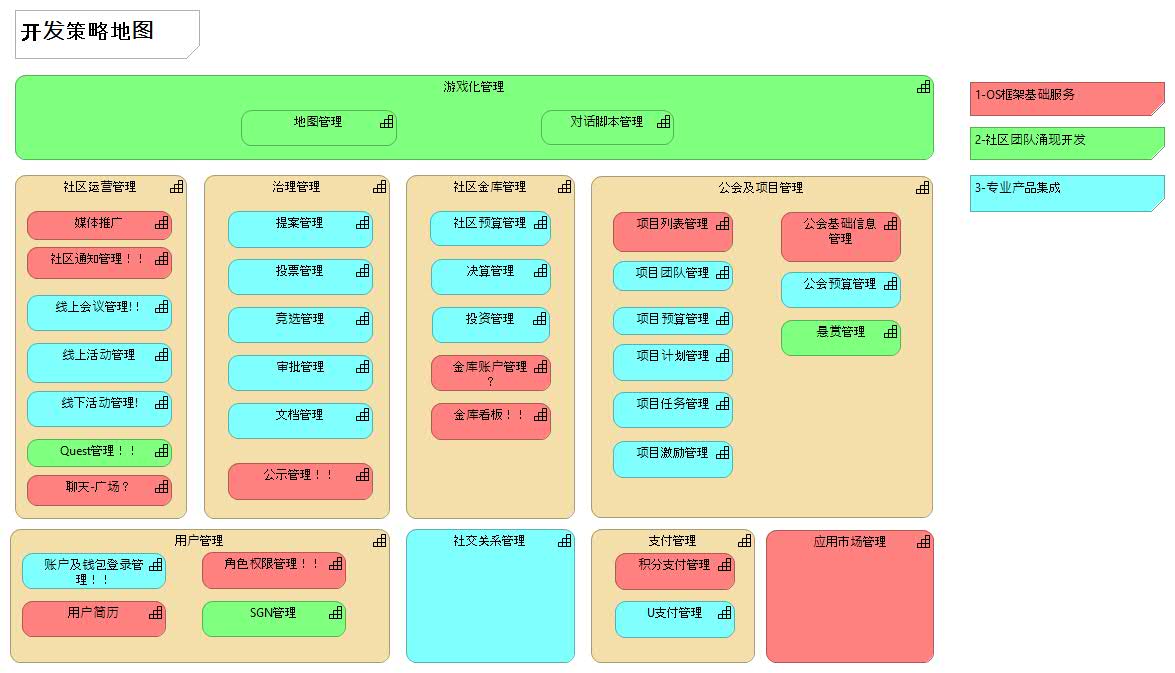 开发策略地图
游戏化管理
地图管理
对话脚本管理
1-OS框架基础服务
2-社区团队涌现开发
3-专业产品集成
社区运营管理
媒体推广
社区通知管理！！
线上会议管理!！
线上活动管理
线下活动管理!
Quest管理！！
聊天-广场？
治理管理
提案管理
投票管理
竞选管理
审批管理
文档管理
公示管理！！
社区金库管理
社区预算管理
决算管理
投资管理
金库账户管理
？
金库看板！！
公会及项目管理
项目列表管理
项目团队管理
项目预算管理
项目计划管理
项目任务管理
项目激励管理
公会基础信息
管理
公会预算管理
悬赏管理
用户管理
账户及钱包登录管
理！！
角色权限管理！！
用户简历
SGN管理
社交关系管理
支付管理
积分支付管理
U支付管理
应用市场管理